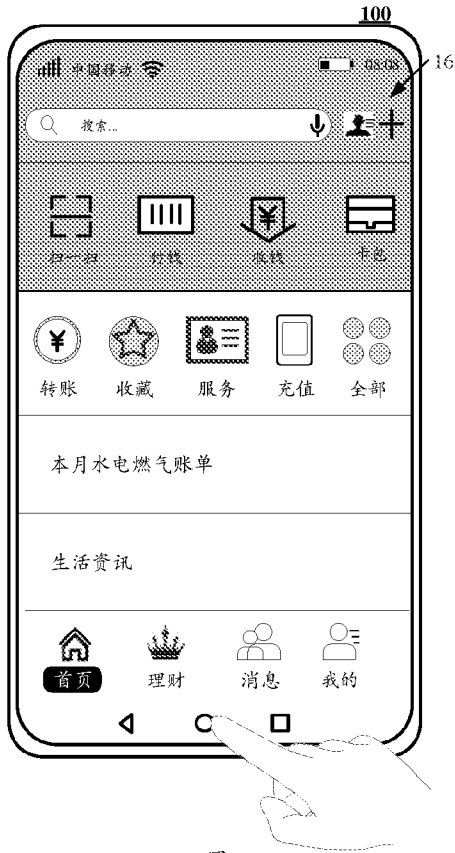 100
中国移动 08:08
16
搜索...
扫一扫 付钱 收钱 卡包
转账 收藏 服务 充值 全部
本月水电燃气账单
生活资讯
首页 理财 消息 我的